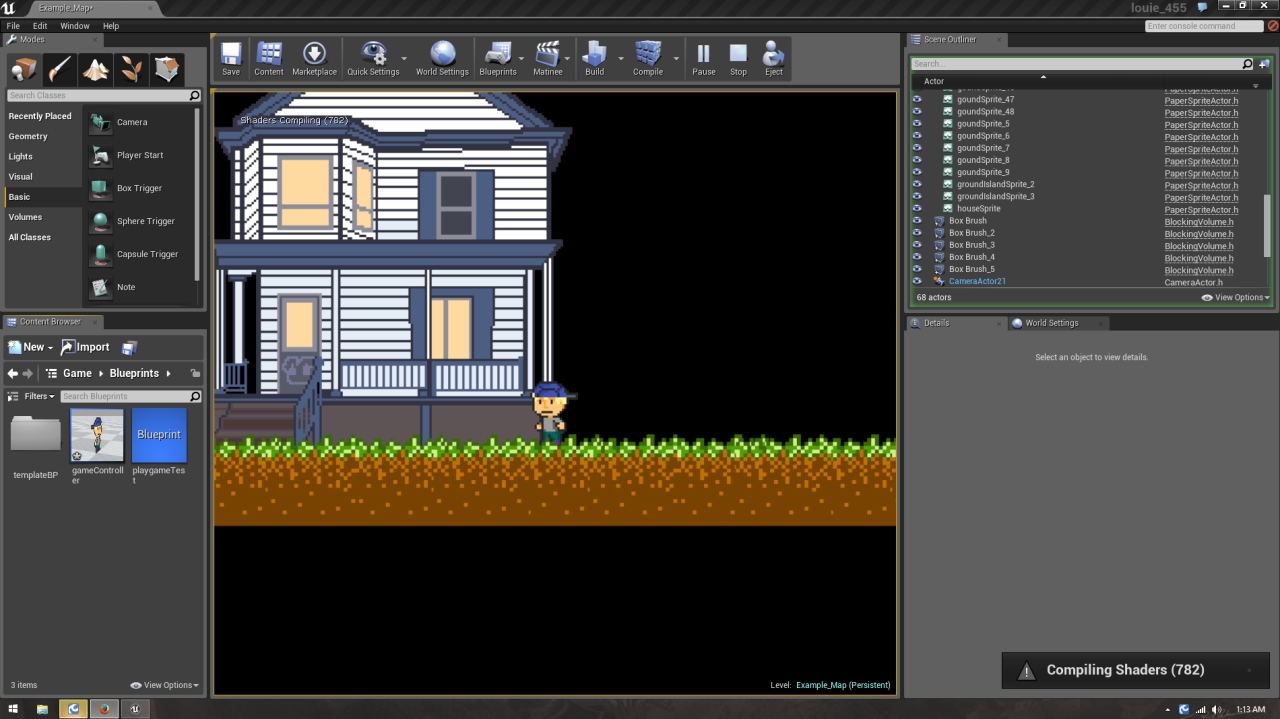 Example_Map*
louie_455
File Edit Window Help
Enter console command
Modes
Search Classes
Recently Placed
Geometry
Lights
Visual
Basic
Volumes
All Classes
Camera
Player Start
Box Trigger
Sphere Trigger
Capsule Trigger
Note
Save Content Marketplace Quick Settings World Settings Blueprints Matinee Build Compile Pause Stop Eject
Shaders Compiling (782)
Level: Example_Map (Persistent)
Scene Outliner
Search...
Actor
PaperSpriteActor.h
goundSprite_47 PaperSpriteActor.h
goundSprite_48 PaperSpriteActor.h
goundSprite_5 PaperSpriteActor.h
goundSprite_6 PaperSpriteActor.h
goundSprite_7 PaperSpriteActor.h
goundSprite_8 PaperSpriteActor.h
goundSprite_9 PaperSpriteActor.h
groundIslandSprite_2 PaperSpriteActor.h
groundIslandSprite_3 PaperSpriteActor.h
houseSprite PaperSpriteActor.h
Box Brush BlockingVolume.h
Box Brush_2 BlockingVolume.h
Box Brush_3 BlockingVolume.h
Box Brush_4 BlockingVolume.h
Box Brush_5 BlockingVolume.h
CameraActor21 CameraActor.h
68 actors View Options
Content Browser
New Import
Game Blueprints
Filters Search Blueprints
Blueprint
templateBP
gameControll
er
playgameTes
t
3 items View Options
Details World Settings
Select an object to view details.
Compiling Shaders (782)
1:13 AM